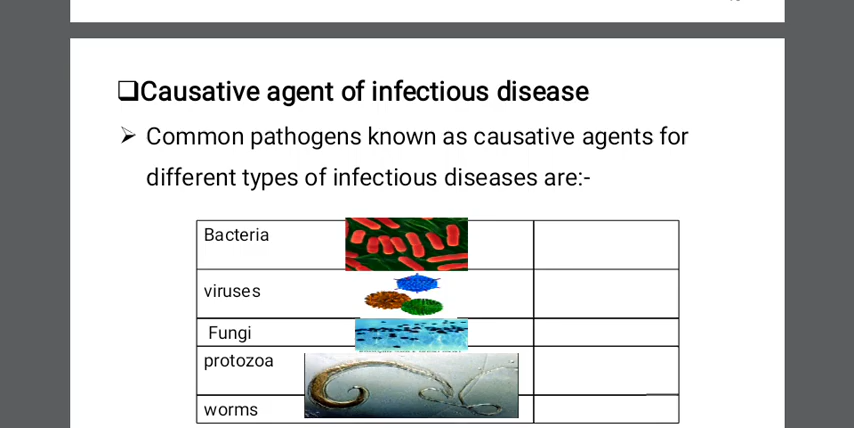 ❑Causative agent of infectious disease
➢ Common pathogens known as causative agents for
different types of infectious diseases are:-
Bacteria
viruses
Fungi
protozoa
worms